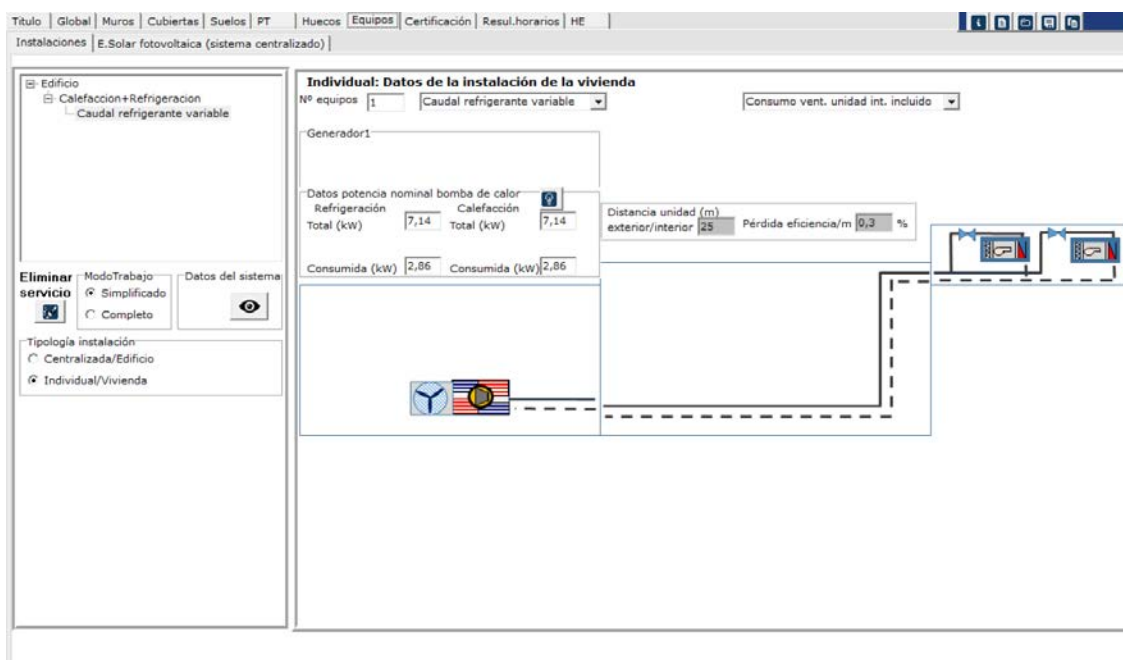 Titulo Global Muros Cubiertas Suelos PT Huecos Equipos Certificación Resul.horarios HE
Instalaciones E.Solar fotovoltaica (sistema centralizado)
Edificio
Calefaccion+Refrigeracion
Caudal refrigerante variable
Eliminar servicio
ModoTrabajo
Simplificado
Completo
Datos del sistema
Tipología instalación
Centralizada/Edificio
Individual/Vivienda
Individual: Datos de la instalación de la vivienda
Nº equipos 1 Caudal refrigerante variable Consumo vent. unidad int. incluido
Generador1
Datos potencia nominal bomba de calor
Refrigeración Calefacción
Total (kW) 7,14 Total (kW) 7,14
Consumida (kW) 2,86 Consumida (kW) 2,86
Distancia unidad (m)
exterior/interior 25 Pérdida eficiencia/m 0,3 %